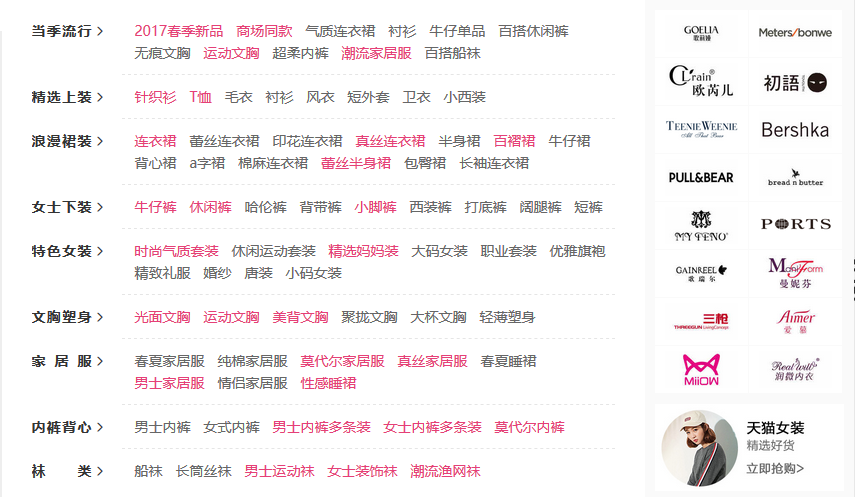 当季流行 >
2017春季新品 商场同款 气质连衣裙 衬衫 牛仔单品 百搭休闲裤
无痕文胸 运动文胸 超柔内裤 潮流家居服 百搭船袜
精选上装 >
针织衫 T恤 毛衣 衬衫 风衣 短外套 卫衣 小西装
浪漫裙装 >
连衣裙 蕾丝连衣裙 印花连衣裙 真丝连衣裙 半身裙 百褶裙 牛仔裙
背心裙 a字裙 棉麻连衣裙 蕾丝半身裙 包臀裙 长袖连衣裙
女士下装 >
牛仔裤 休闲裤 哈伦裤 背带裤 小脚裤 西装裤 打底裤 阔腿裤 短裤
特色女装 >
时尚气质套装 休闲运动套装 精选妈妈装 大码女装 职业套装 优雅旗袍
精致礼服 婚纱 唐装 小码女装
文胸塑身 >
光面文胸 运动文胸 美背文胸 聚拢文胸 大杯文胸 轻薄塑身
家居服 >
春夏家居服 纯棉家居服 莫代尔家居服 真丝家居服 春夏睡裙
男士家居服 情侣家居服 性感睡裙
内裤背心 >
男士内裤 女式内裤 男士内裤多条装 女士内裤多条装 莫代尔内裤
袜类 >
船袜 长筒丝袜 男士运动袜 女士装饰袜 潮流渔网袜
GOELIA
歌莉娅
Meters/bonwe
CLrain
欧芮儿
初語
TEENIE WEENIE
All That Bears
Bershka
PULL&BEAR
bread n butter
MYTENO
PORTS
GAINREEL
歌瑞尔
ManiForm
曼妮芬
三枪
THREEGUN LivingConcept
Aimer
爱慕
MiiOW
Real will
润微内衣
天猫女装
精选好货
立即抢购>